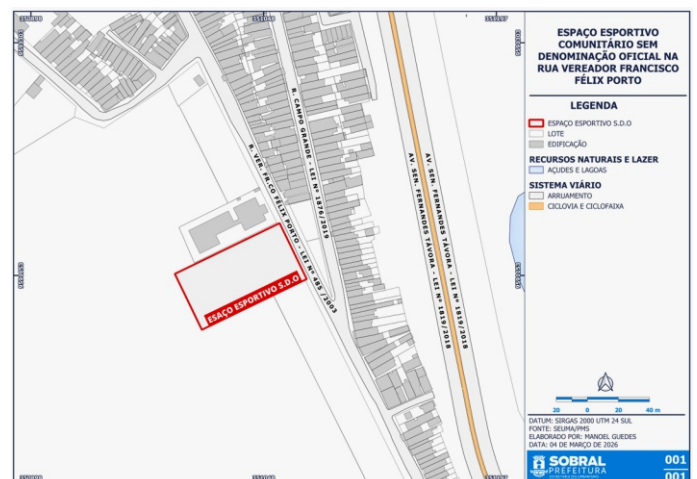 ESPAÇO ESPORTIVO
COMUNITÁRIO SEM
DENOMINAÇÃO OFICIAL NA
RUA VEREADOR FRANCISCO
FÉLIX PORTO
LEGENDA
ESPAÇO ESPORTIVO S.D.O
LOTE
EDIFICAÇÃO
RECURSOS NATURAIS E LAZER
AÇUDES E LAGOAS
SISTEMA VIÁRIO
ARRUAMENTO
CICLOVIA E CICLOFAIXA
R. CAMPO GRANDE - LEI Nº 1876/2019
R. VER. FR.CO FÉLIX PORTO - LEI Nº 485 /2003
AV. SEN. FERNANDES TÁVORA - LEI Nº 1819/2018
AV. SEN. FERNANDES TÁVORA - LEI Nº 1819/2018
ESAÇO ESPORTIVO S.D.O
20 0 20 40 m
DATUM: SIRGAS 2000 UTM 24 SUL
FONTE: SEUMA/PMS
ELABORADO POR: MANOEL GUEDES
DATA: 04 DE MARÇO DE 2026
SOBRAL
PREFEITURA
001
001